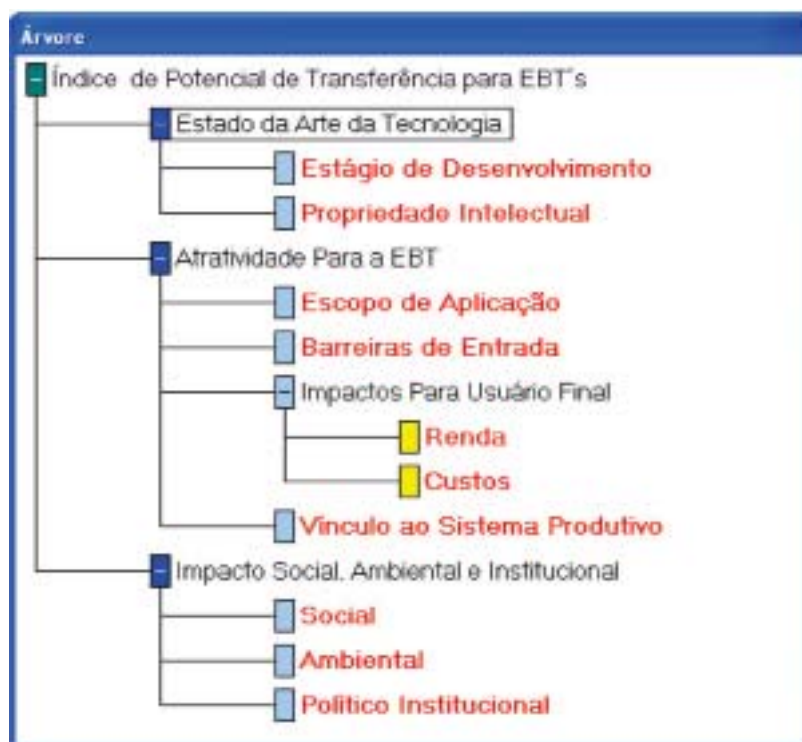 Árvore
Índice de Potencial de Transferência para EBT´s
Estado da Arte da Tecnologia
Estágio de Desenvolvimento
Propriedade Intelectual
Atratividade Para a EBT
Escopo de Aplicação
Barreiras de Entrada
Impactos Para Usuário Final
Renda
Custos
Vínculo ao Sistema Produtivo
Impacto Social, Ambiental e Institucional
Social
Ambiental
Político Institucional